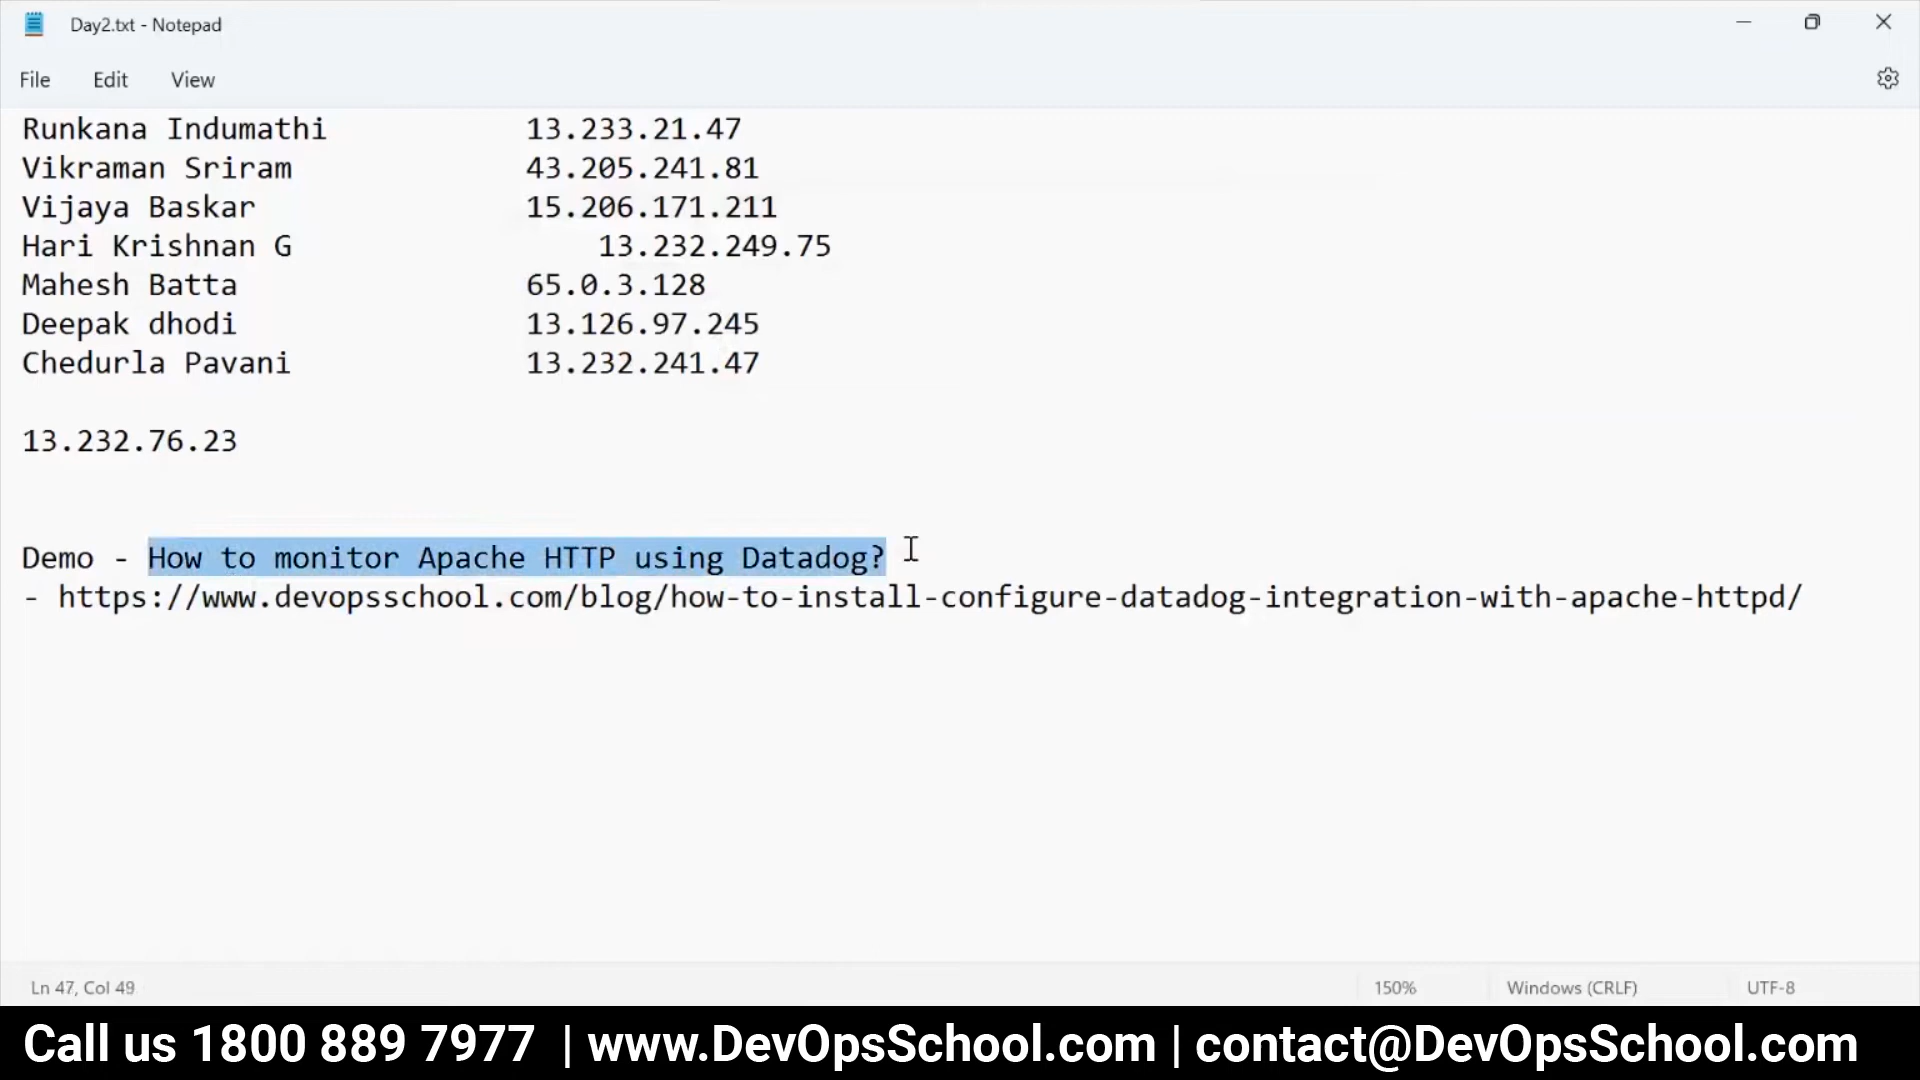 Day2.txt - Notepad
File Edit View
Runkana Indumathi 13.233.21.47
Vikraman Sriram 43.205.241.81
Vijaya Baskar 15.206.171.211
Hari Krishnan G 13.232.249.75
Mahesh Batta 65.0.3.128
Deepak dhodi 13.126.97.245
Chedurla Pavani 13.232.241.47
13.232.76.23
Demo - How to monitor Apache HTTP using Datadog?
- https://www.devopsschool.com/blog/how-to-install-configure-datadog-integration-with-apache-httpd/
Ln 47, Col 49 150% Windows (CRLF) UTF-8
Call us 1800 889 7977 | www.DevOpsSchool.com | contact@DevOpsSchool.com